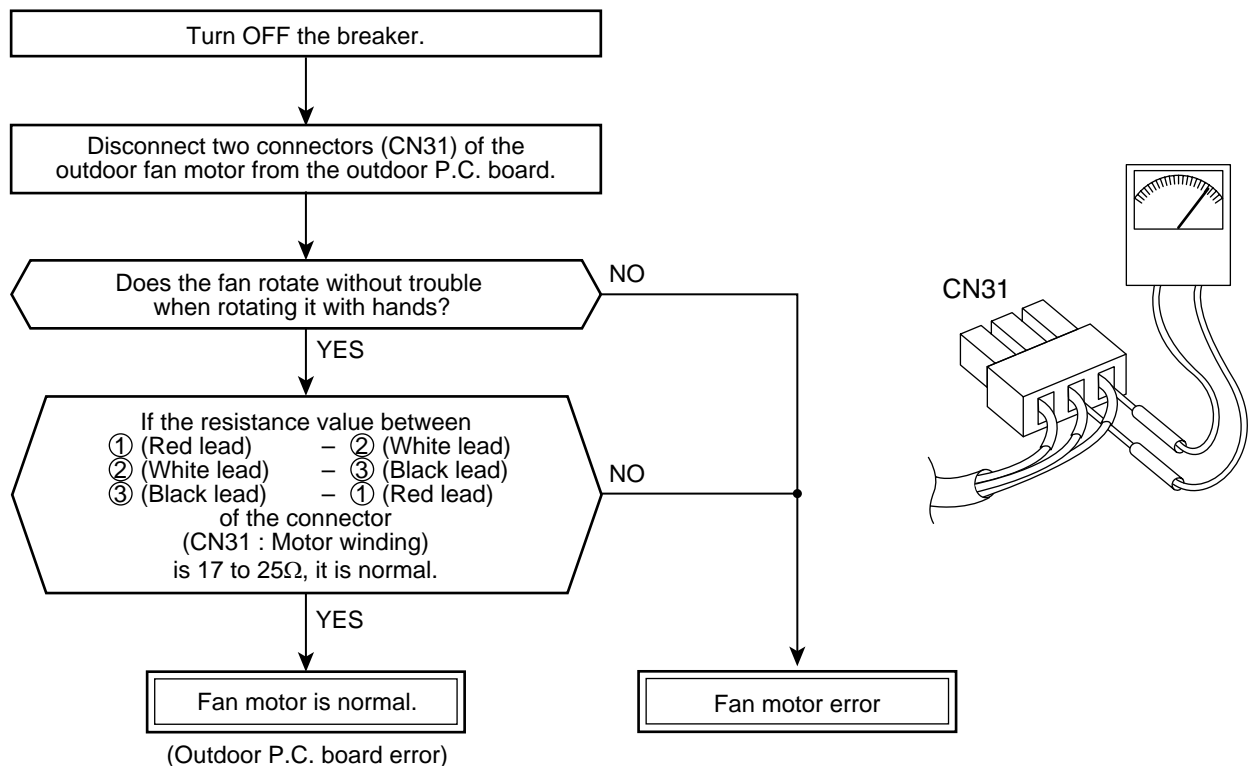 Turn OFF the breaker.
Disconnect two connectors (CN31) of the
outdoor fan motor from the outdoor P.C. board.
Does the fan rotate without trouble
when rotating it with hands?
NO
YES
If the resistance value between
① (Red lead) – ② (White lead)
② (White lead) – ③ (Black lead)
③ (Black lead) – ① (Red lead)
of the connector
(CN31 : Motor winding)
is 17 to 25Ω, it is normal.
NO
YES
Fan motor is normal.
(Outdoor P.C. board error)
Fan motor error
CN31